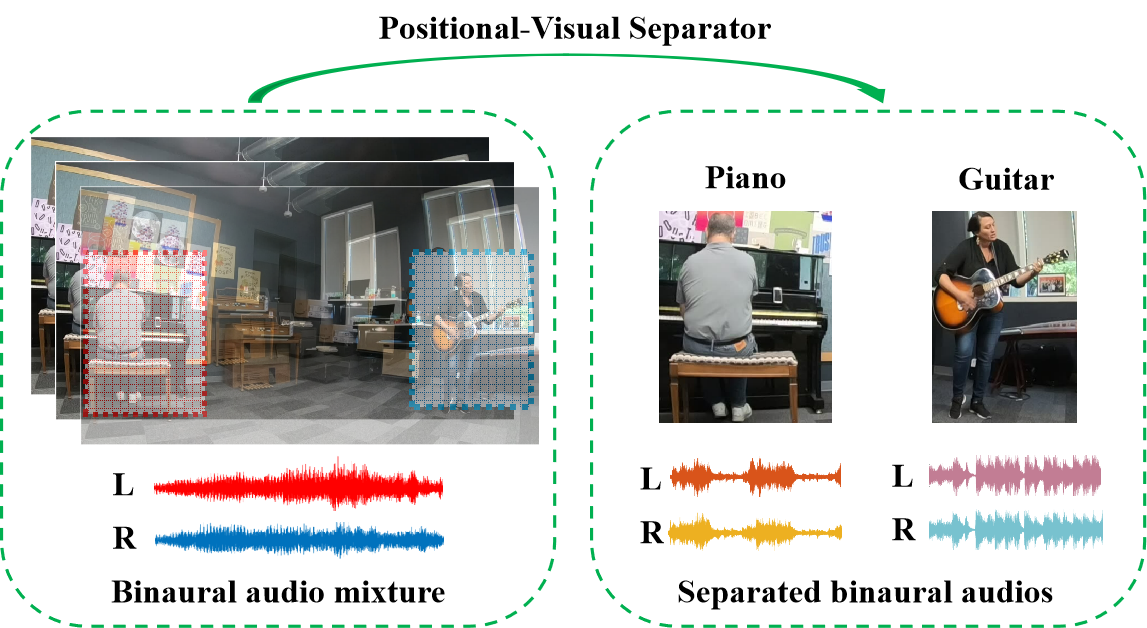 Positional-Visual Separator
Piano
Guitar
L
R
L
R
L
R
Binaural audio mixture
Separated binaural audios